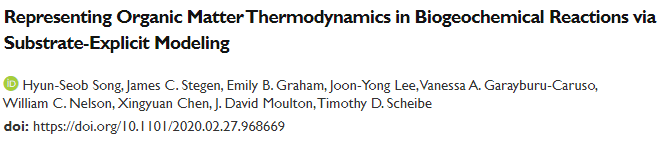 Representing Organic Matter Thermodynamics in Biogeochemical Reactions via
Substrate-Explicit Modeling
iD Hyun-Seob Song, James C. Stegen, Emily B. Graham, Joon-Yong Lee, Vanessa A. Garayburu-Caruso,
William C. Nelson, Xingyuan Chen, J. David Moulton, Timothy D. Scheibe
doi: https://doi.org/10.1101/2020.02.27.968669